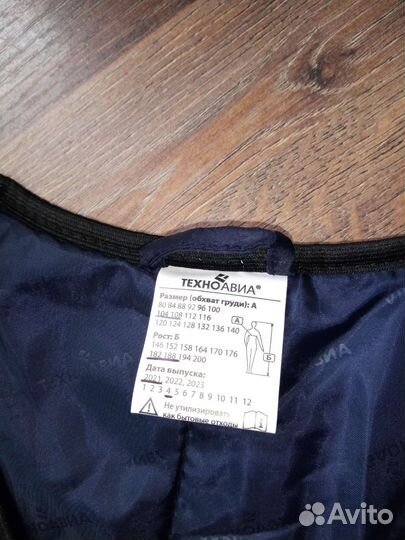 ТЕХНОАВИА®
Размер (обхват груди): А
80 84 88 92 96 100
104 108 112 116
120 124 128 132 136 140
А
Рост: Б
146 152 158 164 170 176
182 188 194 200
Б
Дата выпуска:
2021, 2022, 2023
1 2 3 4 5 6 7 8 9 10 11 12
Не утилизировать
как бытовые отходы
Avito